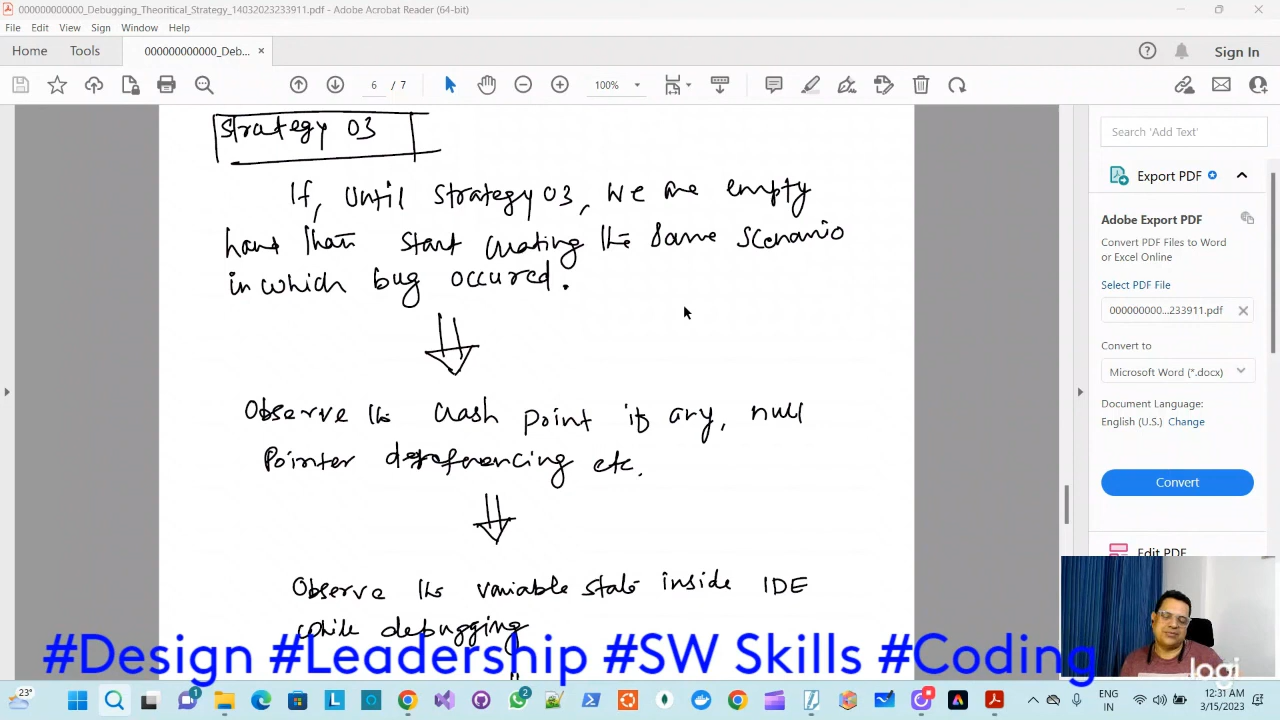 000000000000_Debugging_Theoritical_Strategy_14032023233911.pdf - Adobe Acrobat Reader (64-bit)
File Edit View Sign Window Help
Home Tools 000000000000_Deb... × Sign In
6 / 7 100%
Strategy 03
If, until strategy 03, we are empty
hand than start creating the same scenario
in which bug occured.
Observe the crash point if any, null
Pointer dereferencing etc.
Observe the variable state inside IDE
while debugging
Search 'Add Text'
Export PDF
Adobe Export PDF
Convert PDF Files to Word
or Excel Online
Select PDF File
000000000...233911.pdf
Convert to
Microsoft Word (*.docx)
Document Language:
English (U.S.) Change
Convert
Edit PDF
#Design #Leadership #SW Skills #Coding
logi
23°
1
2
ENG
IN
12:31 AM
3/15/2023